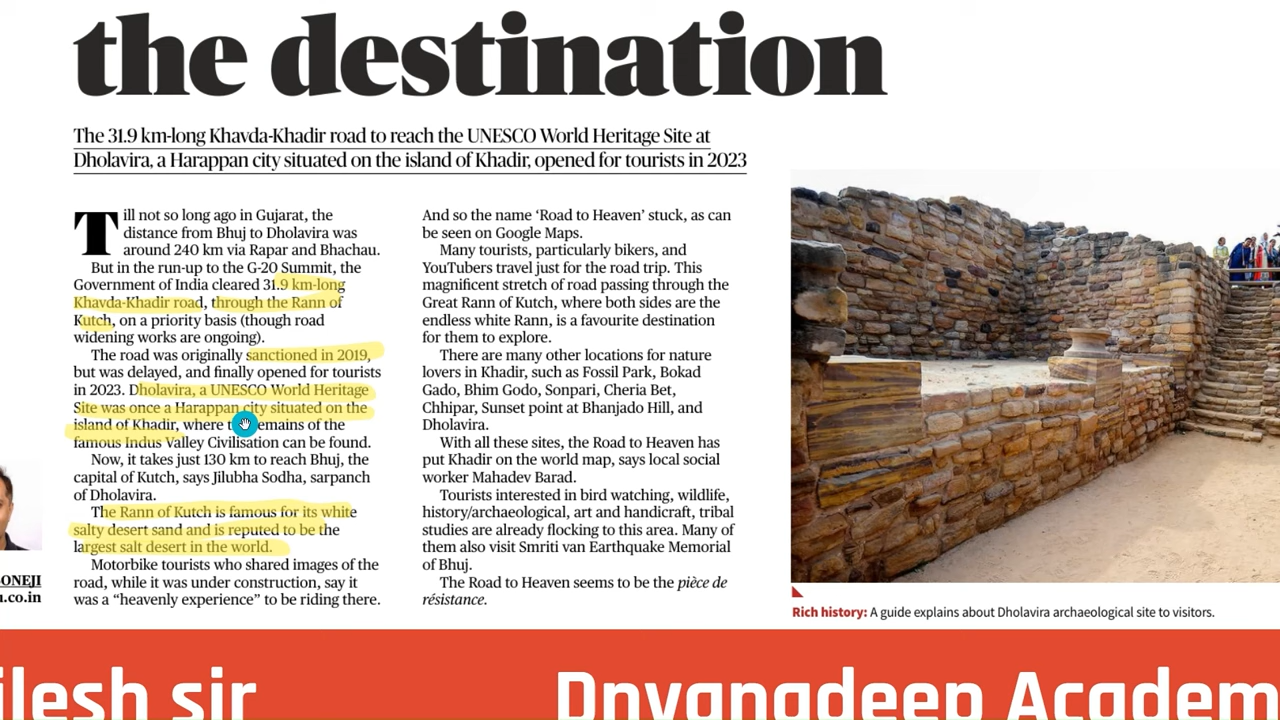 the destination
The 31.9 km-long Khavda-Khadir road to reach the UNESCO World Heritage Site at
Dholavira, a Harappan city situated on the island of Khadir, opened for tourists in 2023
Till not so long ago in Gujarat, the
distance from Bhuj to Dholavira was
around 240 km via Rapar and Bhachau.
But in the run-up to the G-20 Summit, the
Government of India cleared 31.9 km-long
Khavda-Khadir road, through the Rann of
Kutch, on a priority basis (though road
widening works are ongoing).
The road was originally sanctioned in 2019,
but was delayed, and finally opened for tourists
in 2023. Dholavira, a UNESCO World Heritage
Site was once a Harappan city situated on the
island of Khadir, where the remains of the
famous Indus Valley Civilisation can be found.
Now, it takes just 130 km to reach Bhuj, the
capital of Kutch, says Jilubha Sodha, sarpanch
of Dholavira.
The Rann of Kutch is famous for its white
salty desert sand and is reputed to be the
largest salt desert in the world.
Motorbike tourists who shared images of the
road, while it was under construction, say it
was a “heavenly experience” to be riding there.
And so the name ‘Road to Heaven’ stuck, as can
be seen on Google Maps.
Many tourists, particularly bikers, and
YouTubers travel just for the road trip. This
magnificent stretch of road passing through the
Great Rann of Kutch, where both sides are the
endless white Rann, is a favourite destination
for them to explore.
There are many other locations for nature
lovers in Khadir, such as Fossil Park, Bokad
Gado, Bhim Godo, Sonpari, Cheria Bet,
Chhipar, Sunset point at Bhanjado Hill, and
Dholavira.
With all these sites, the Road to Heaven has
put Khadir on the world map, says local social
worker Mahadev Barad.
Tourists interested in bird watching, wildlife,
history/archaeological, art and handicraft, tribal
studies are already flocking to this area. Many of
them also visit Smriti van Earthquake Memorial
of Bhuj.
The Road to Heaven seems to be the pièce de
résistance.
Rich history: A guide explains about Dholavira archaeological site to visitors.
ONEJI
u.co.in
ilesh sir
Dnyanadeep Academ